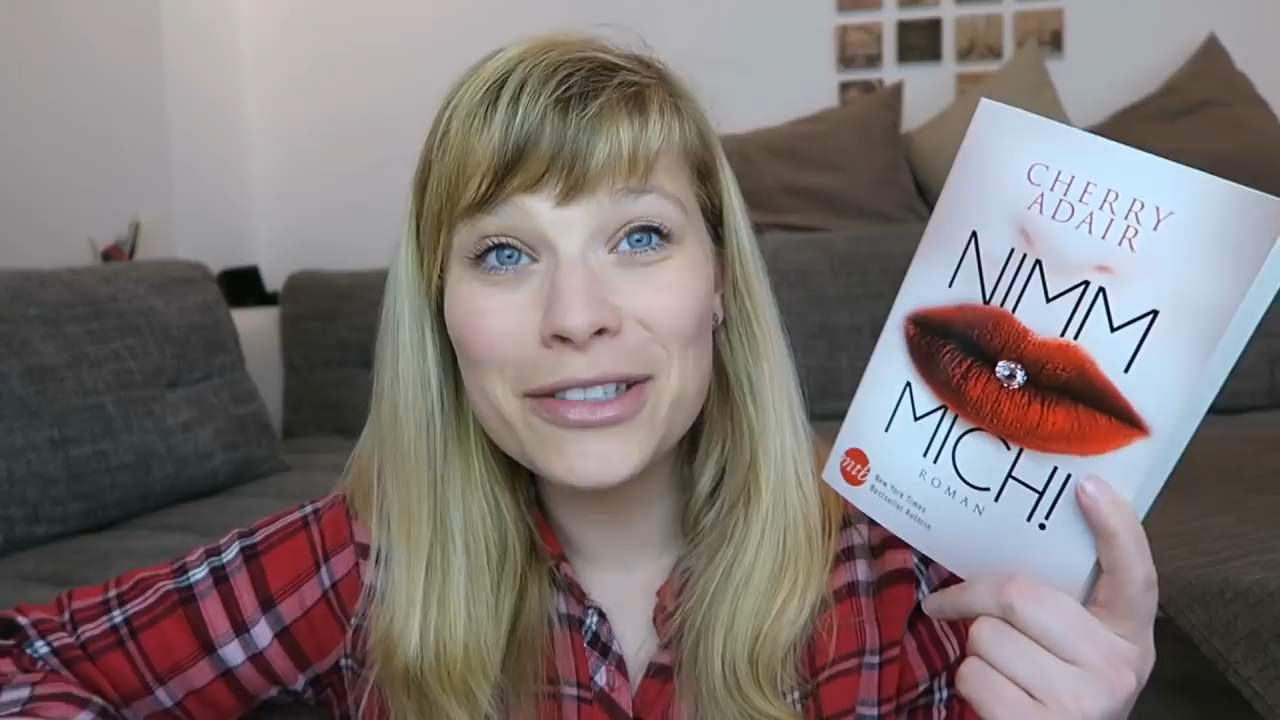 CHERRY
ADAIR
NIMM
MICH!
ROMAN
mtb
New York Times
Bestseller Autorin